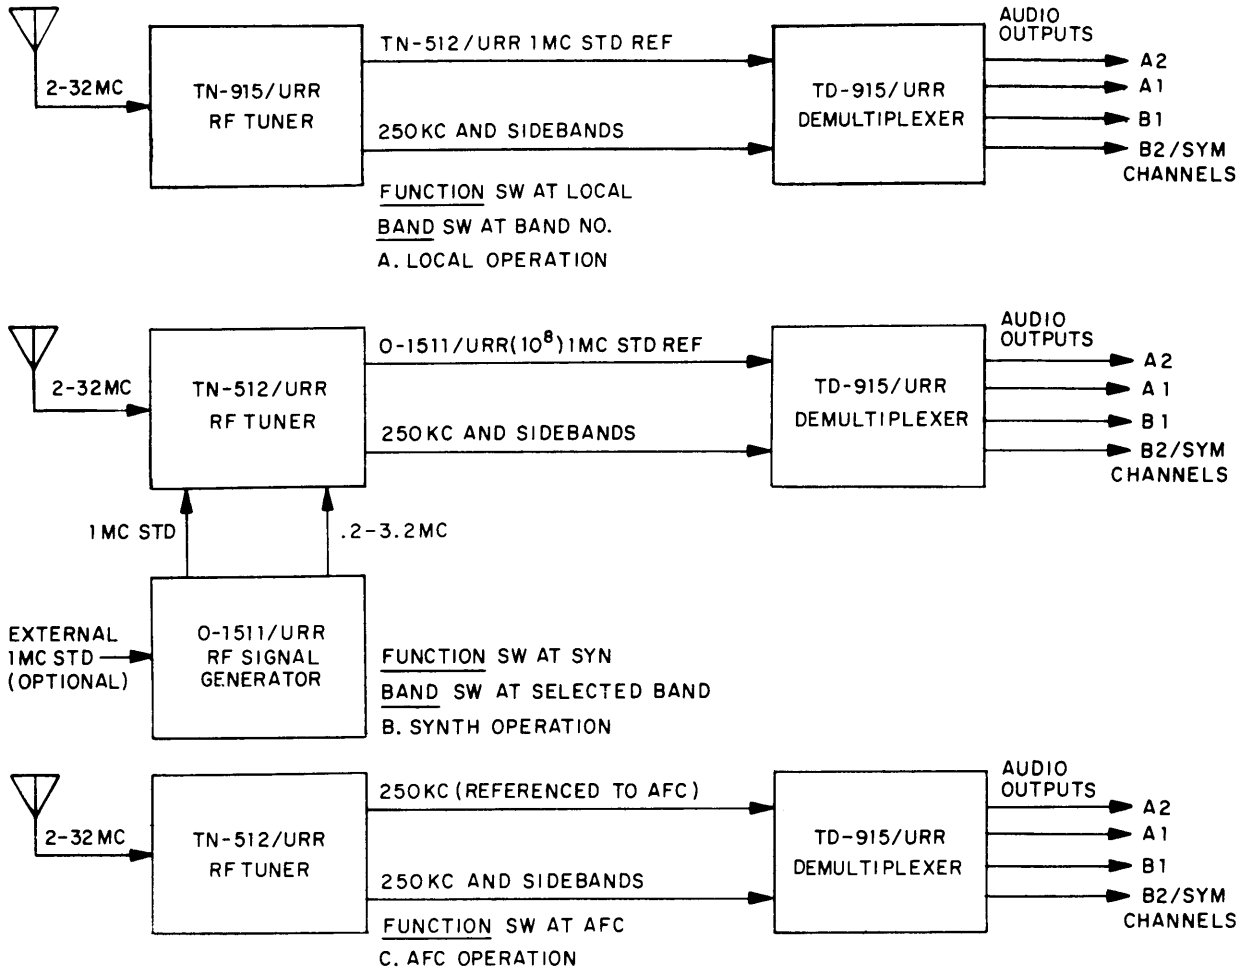 AUDIO
OUTPUTS
TN-512/URR 1MC STD REF
A2
2-32MC
TN-915/URR
RF TUNER
TD-915/URR
DEMULTIPLEXER
A1
B1
250KC AND SIDEBANDS
B2/SYM
CHANNELS
FUNCTION SW AT LOCAL
BAND SW AT BAND NO.
A. LOCAL OPERATION
AUDIO
OUTPUTS
O-1511/URR(10⁸)1MC STD REF
A2
2-32MC
TN-512/URR
RF TUNER
TD-915/URR
DEMULTIPLEXER
A1
B1
250KC AND SIDEBANDS
B2/SYM
CHANNELS
1MC STD
.2-3.2MC
EXTERNAL
1MC STD
(OPTIONAL)
O-1511/URR
RF SIGNAL
GENERATOR
FUNCTION SW AT SYN
BAND SW AT SELECTED BAND
B. SYNTH OPERATION
AUDIO
OUTPUTS
250KC (REFERENCED TO AFC)
A2
2-32MC
TN-512/URR
RF TUNER
TD-915/URR
DEMULTIPLEXER
A1
B1
250KC AND SIDEBANDS
B2/SYM
CHANNELS
FUNCTION SW AT AFC
C. AFC OPERATION